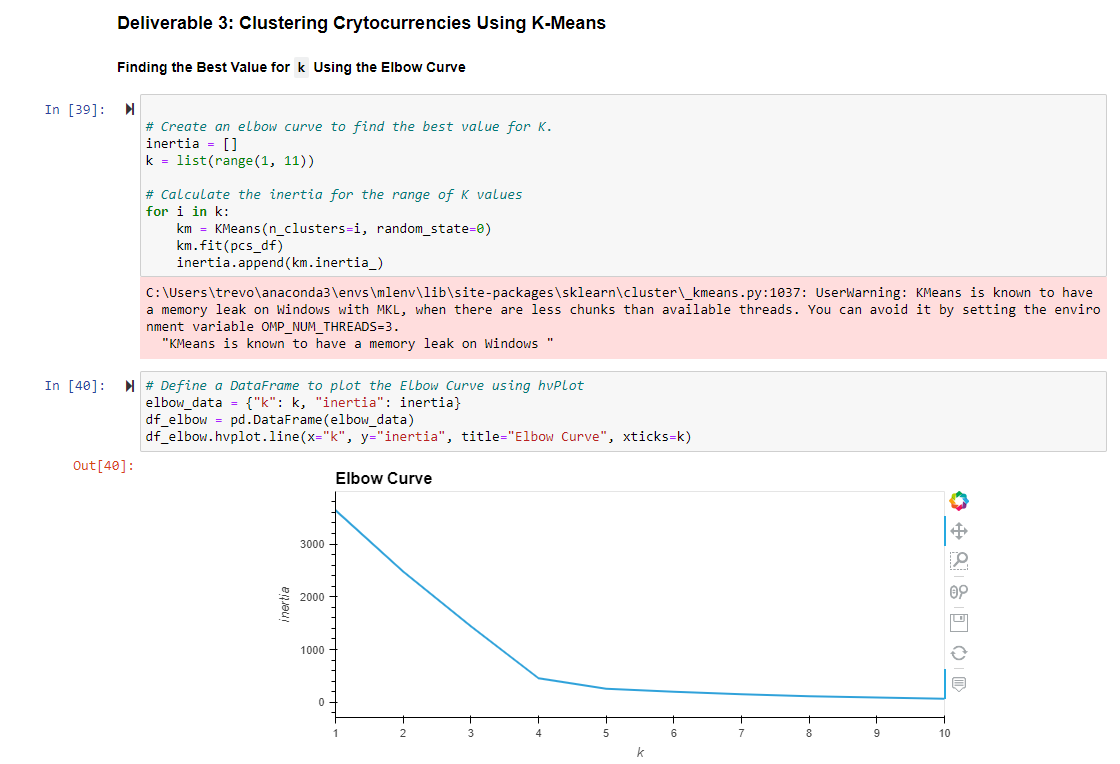 Deliverable 3: Clustering Crytocurrencies Using K-Means
Finding the Best Value for k Using the Elbow Curve
In [39]:
# Create an elbow curve to find the best value for K.
inertia = []
k = list(range(1, 11))
# Calculate the inertia for the range of K values
for i in k:
    km = KMeans(n_clusters=i, random_state=0)
    km.fit(pcs_df)
    inertia.append(km.inertia_)
C:\Users\trevo\anaconda3\envs\mlenv\lib\site-packages\sklearn\cluster\_kmeans.py:1037: UserWarning: KMeans is known to have
a memory leak on Windows with MKL, when there are less chunks than available threads. You can avoid it by setting the enviro
nment variable OMP_NUM_THREADS=3.
  "KMeans is known to have a memory leak on Windows "
In [40]:
# Define a DataFrame to plot the Elbow Curve using hvPlot
elbow_data = {"k": k, "inertia": inertia}
df_elbow = pd.DataFrame(elbow_data)
df_elbow.hvplot.line(x="k", y="inertia", title="Elbow Curve", xticks=k)
Out[40]:
Elbow Curve
3000
2000
1000
0
inertia
1 2 3 4 5 6 7 8 9 10
k